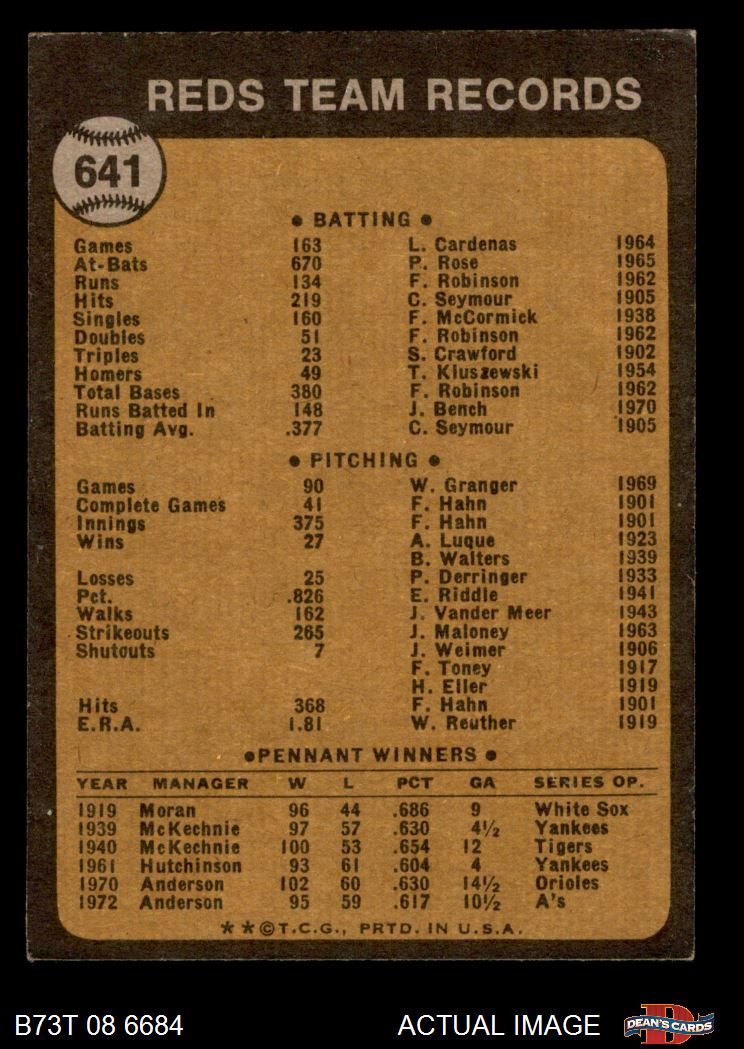 REDS TEAM RECORDS
641
• BATTING •
Games 163 L. Cardenas 1964
At-Bats 670 P. Rose 1965
Runs 134 F. Robinson 1962
Hits 219 C. Seymour 1905
Singles 160 F. McCormick 1938
Doubles 51 F. Robinson 1962
Triples 23 S. Crawford 1902
Homers 49 T. Kluszewski 1954
Total Bases 380 F. Robinson 1962
Runs Batted In 148 J. Bench 1970
Batting Avg. .377 C. Seymour 1905
• PITCHING •
Games 90 W. Granger 1969
Complete Games 41 F. Hahn 1901
Innings 375 F. Hahn 1901
Wins 27 A. Luque 1923
B. Walters 1939
Losses 25 P. Derringer 1933
Pct. .826 E. Riddle 1941
Walks 162 J. Vander Meer 1943
Strikeouts 265 J. Maloney 1963
Shutouts 7 J. Weimer 1906
F. Toney 1917
H. Eller 1919
Hits 368 F. Hahn 1901
E.R.A. 1.81 W. Reuther 1919
•PENNANT WINNERS •
YEAR MANAGER W L PCT GA SERIES OP.
1919 Moran 96 44 .686 9 White Sox
1939 McKechnie 97 57 .630 4½ Yankees
1940 McKechnie 100 53 .654 12 Tigers
1961 Hutchinson 93 61 .604 4 Yankees
1970 Anderson 102 60 .630 14½ Orioles
1972 Anderson 95 59 .617 10½ A's
★★©T.C.G., PRTD. IN U.S.A.
B73T 08 6684 ACTUAL IMAGE DEAN'S CARDS